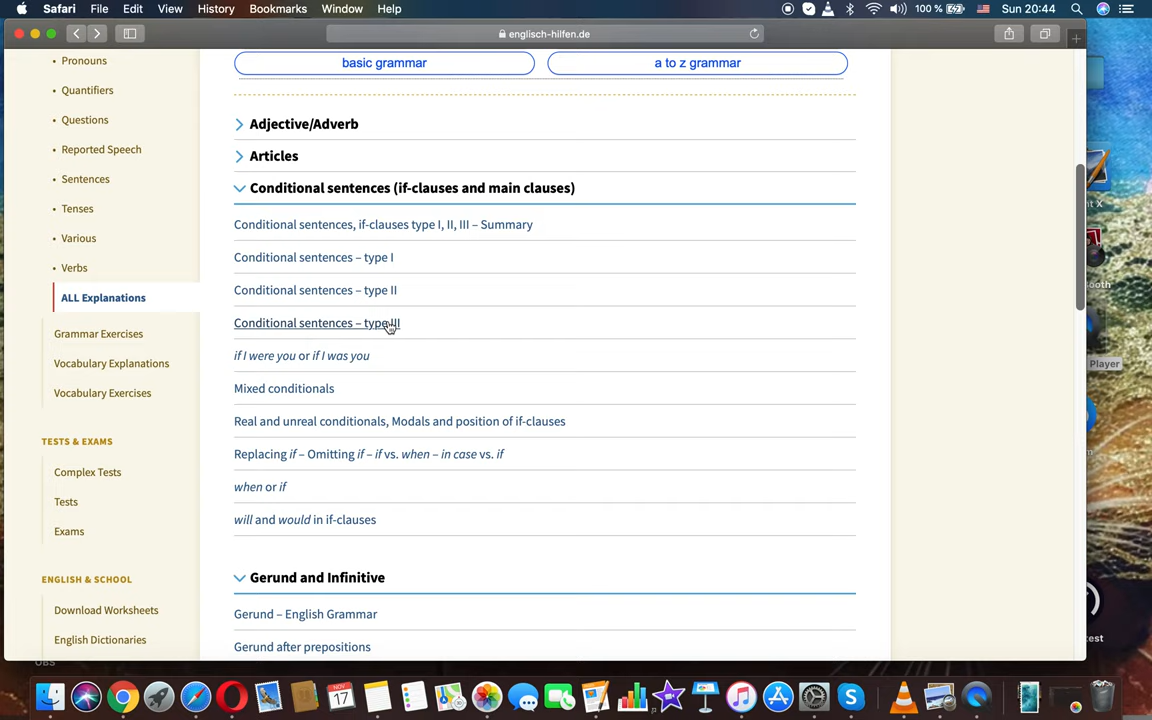 Safari File Edit View History Bookmarks Window Help 100 % Sun 20:44
englisch-hilfen.de
Pronouns
Quantifiers
Questions
Reported Speech
Sentences
Tenses
Various
Verbs
ALL Explanations
Grammar Exercises
Vocabulary Explanations
Vocabulary Exercises
TESTS & EXAMS
Complex Tests
Tests
Exams
ENGLISH & SCHOOL
Download Worksheets
English Dictionaries
basic grammar a to z grammar
Adjective/Adverb
Articles
Conditional sentences (if-clauses and main clauses)
Conditional sentences, if-clauses type I, II, III – Summary
Conditional sentences – type I
Conditional sentences – type II
Conditional sentences – type III
if I were you or if I was you
Mixed conditionals
Real and unreal conditionals, Modals and position of if-clauses
Replacing if – Omitting if – if vs. when – in case vs. if
when or if
will and would in if-clauses
Gerund and Infinitive
Gerund – English Grammar
Gerund after prepositions
Player
OBS
NOV
17